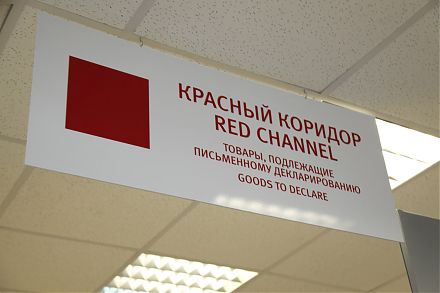 КРАСНЫЙ КОРИДОР
RED CHANNEL
ТОВАРЫ, ПОДЛЕЖАЩИЕ
ПИСЬМЕННОМУ ДЕКЛАРИРОВАНИЮ
GOODS TO DECLARE